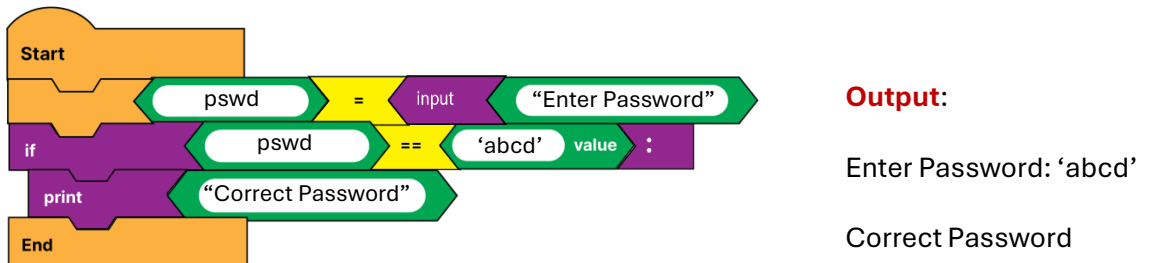 Start
pswd = input “Enter Password”
if pswd == ‘abcd’ value :
print “Correct Password”
End
Output:
Enter Password: ‘abcd’
Correct Password